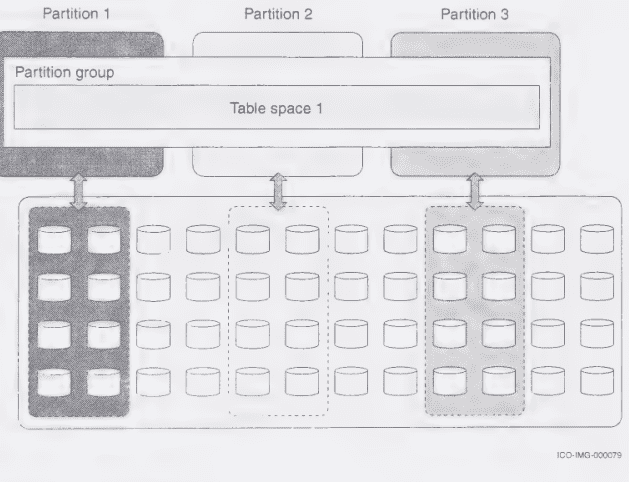 Partition 1
Partition 2
Partition 3
Partition group
Table space 1
ICO-IMG-000079